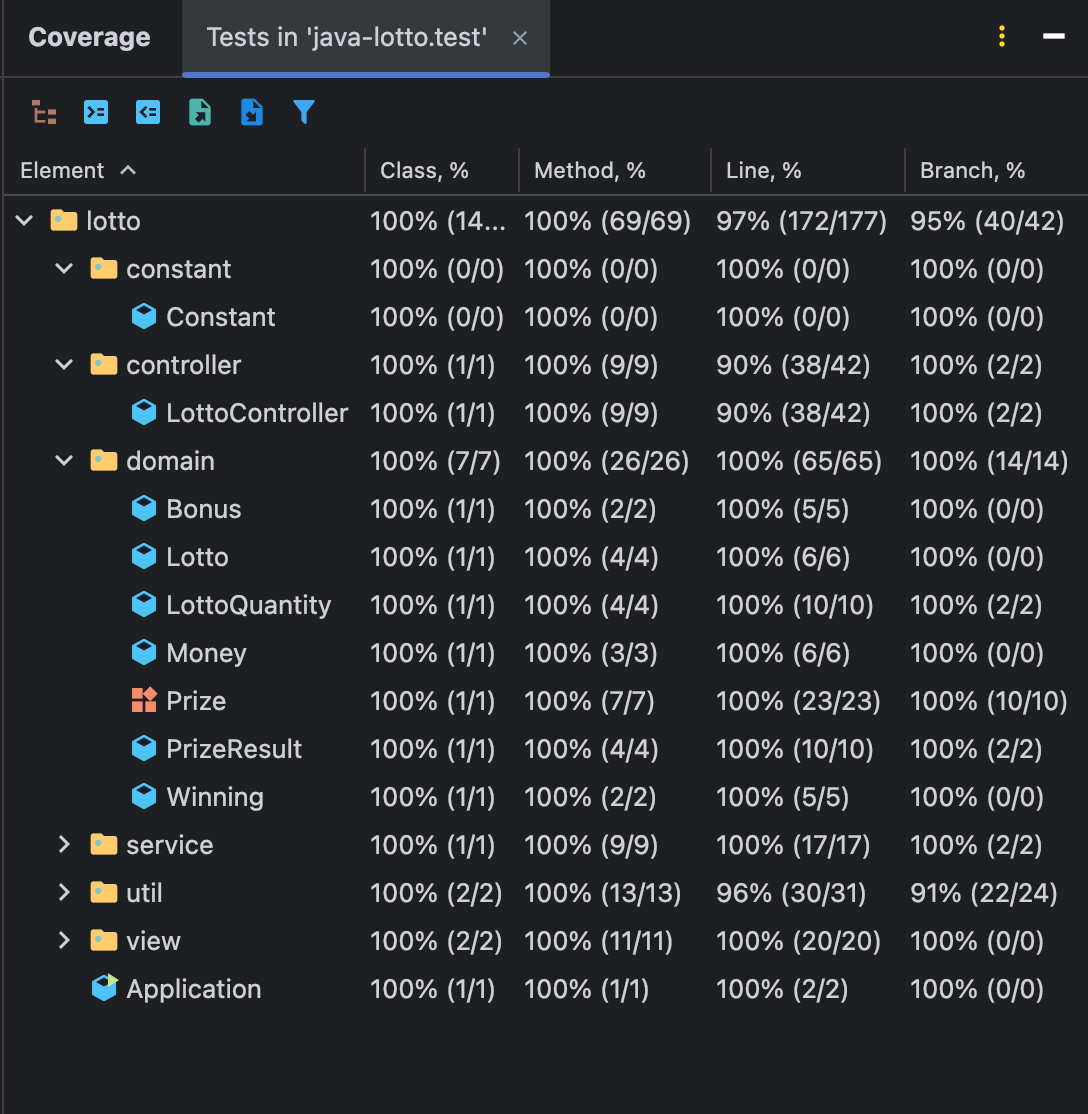 Coverage Tests in 'java-lotto.test'
Element Class, % Method, % Line, % Branch, %
lotto 100% (14... 100% (69/69) 97% (172/177) 95% (40/42)
constant 100% (0/0) 100% (0/0) 100% (0/0) 100% (0/0)
Constant 100% (0/0) 100% (0/0) 100% (0/0) 100% (0/0)
controller 100% (1/1) 100% (9/9) 90% (38/42) 100% (2/2)
LottoController 100% (1/1) 100% (9/9) 90% (38/42) 100% (2/2)
domain 100% (7/7) 100% (26/26) 100% (65/65) 100% (14/14)
Bonus 100% (1/1) 100% (2/2) 100% (5/5) 100% (0/0)
Lotto 100% (1/1) 100% (4/4) 100% (6/6) 100% (0/0)
LottoQuantity 100% (1/1) 100% (4/4) 100% (10/10) 100% (2/2)
Money 100% (1/1) 100% (3/3) 100% (6/6) 100% (0/0)
Prize 100% (1/1) 100% (7/7) 100% (23/23) 100% (10/10)
PrizeResult 100% (1/1) 100% (4/4) 100% (10/10) 100% (2/2)
Winning 100% (1/1) 100% (2/2) 100% (5/5) 100% (0/0)
service 100% (1/1) 100% (9/9) 100% (17/17) 100% (2/2)
util 100% (2/2) 100% (13/13) 96% (30/31) 91% (22/24)
view 100% (2/2) 100% (11/11) 100% (20/20) 100% (0/0)
Application 100% (1/1) 100% (1/1) 100% (2/2) 100% (0/0)